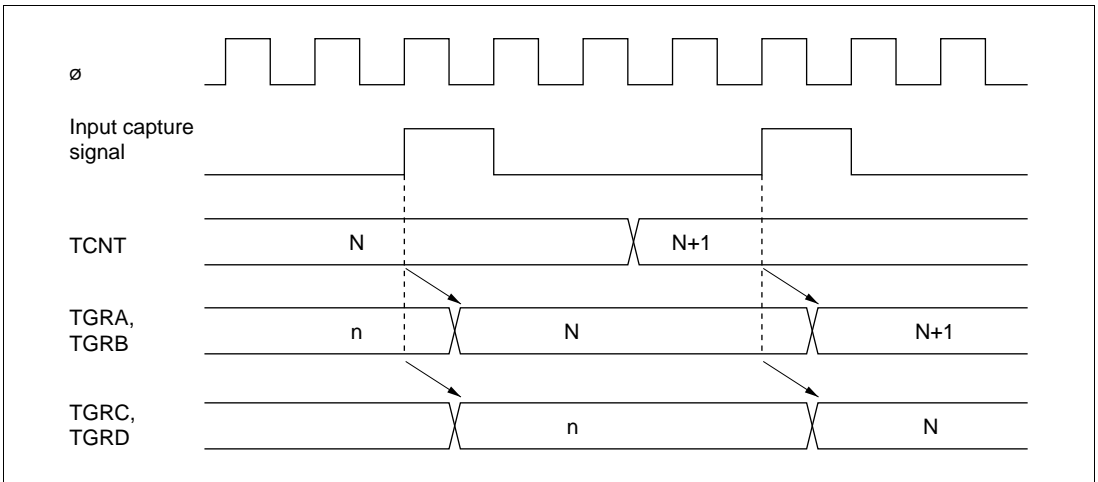 ø
Input capture
signal
TCNT
N
N+1
TGRA,
TGRB
n
N
N+1
TGRC,
TGRD
n
N